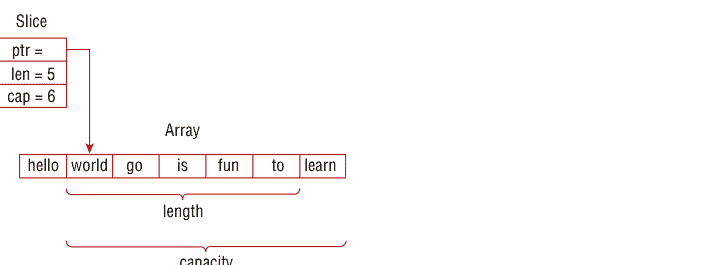 Slice
ptr =
len = 5
cap = 6
Array
hello world go is fun to learn
length
capacity